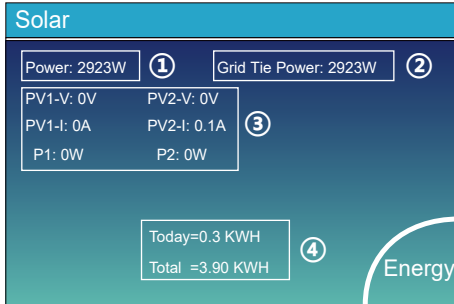 Solar
Power: 2923W ① Grid Tie Power: 2923W ②
PV1-V: 0V PV2-V: 0V
PV1-I: 0A PV2-I: 0.1A ③
P1: 0W P2: 0W
Today=0.3 KWH
④
Total =3.90 KWH
Energy